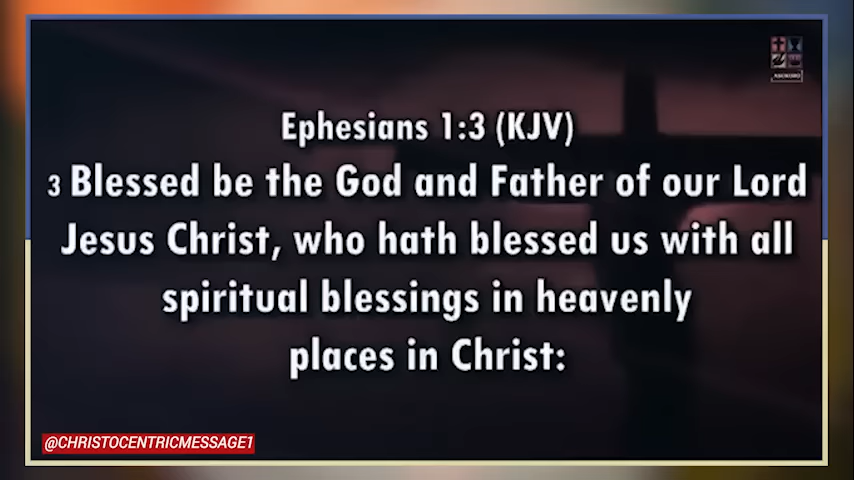 Ephesians 1:3 (KJV)
3 Blessed be the God and Father of our Lord
Jesus Christ, who hath blessed us with all
spiritual blessings in heavenly
places in Christ:
@CHRISTOCENTRICMESSAGE1